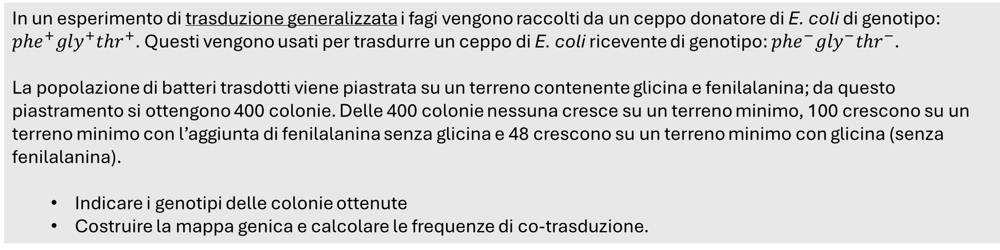 In un esperimento di trasduzione generalizzata i fagi vengono raccolti da un ceppo donatore di E. coli di genotipo:
phe⁺gly⁺thr⁺. Questi vengono usati per trasdurre un ceppo di E. coli ricevente di genotipo: phe⁻gly⁻thr⁻.
La popolazione di batteri trasdotti viene piastrata su un terreno contenente glicina e fenilalanina; da questo
piastramento si ottengono 400 colonie. Delle 400 colonie nessuna cresce su un terreno minimo, 100 crescono su un
terreno minimo con l’aggiunta di fenilalanina senza glicina e 48 crescono su un terreno minimo con glicina (senza
fenilalanina).
• Indicare i genotipi delle colonie ottenute
• Costruire la mappa genica e calcolare le frequenze di co-trasduzione.